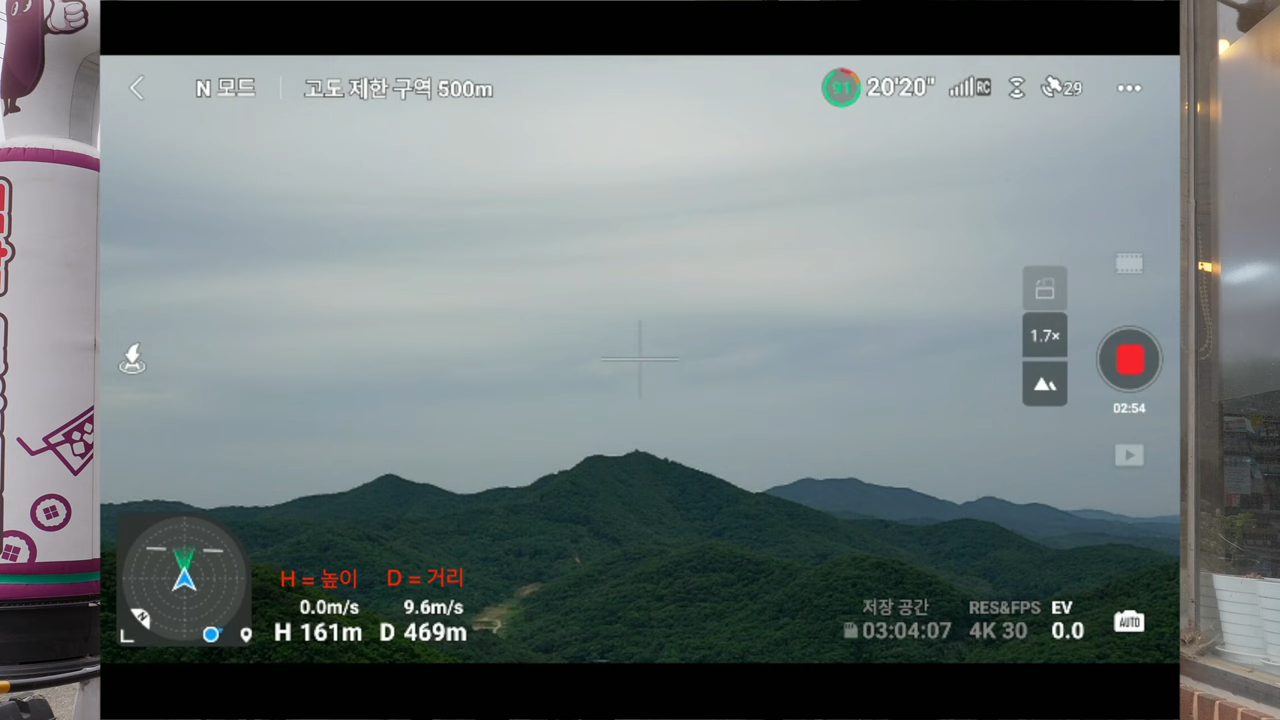 N 모드
고도 제한 구역 500m
91
20'20"
RC
29
1.7×
02:54
H = 높이 D = 거리
0.0m/s 9.6m/s
H 161m D 469m
N
저장 공간 RES&FPS EV
03:04:07 4K 30 0.0
AUTO